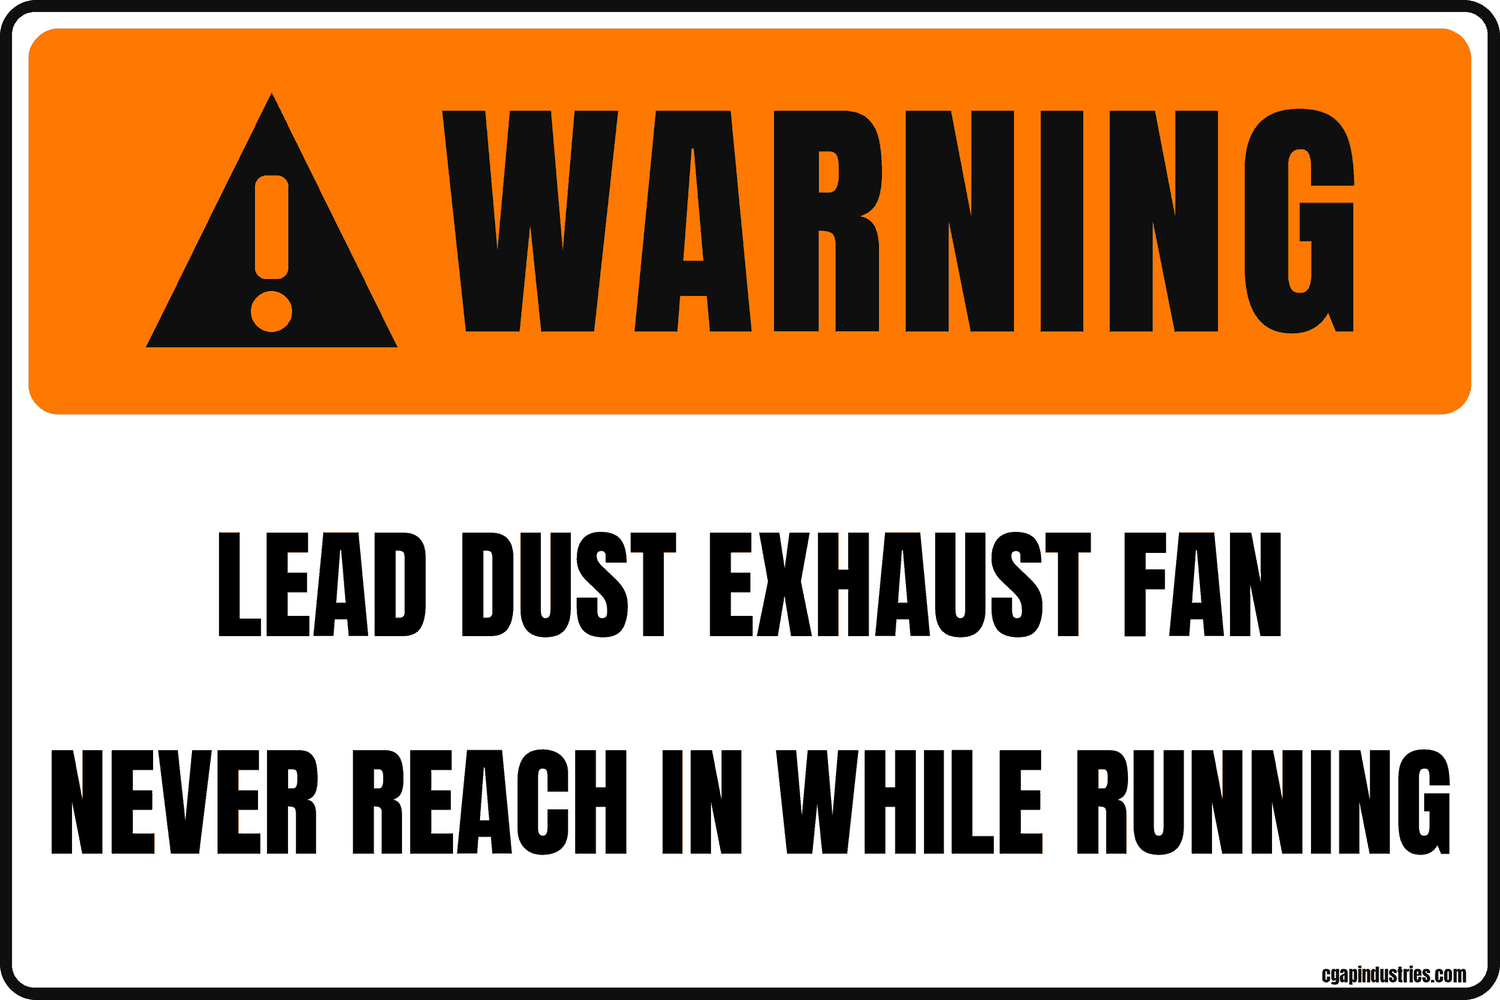 WARNING
LEAD DUST EXHAUST FAN
NEVER REACH IN WHILE RUNNING
cgapindustries.com